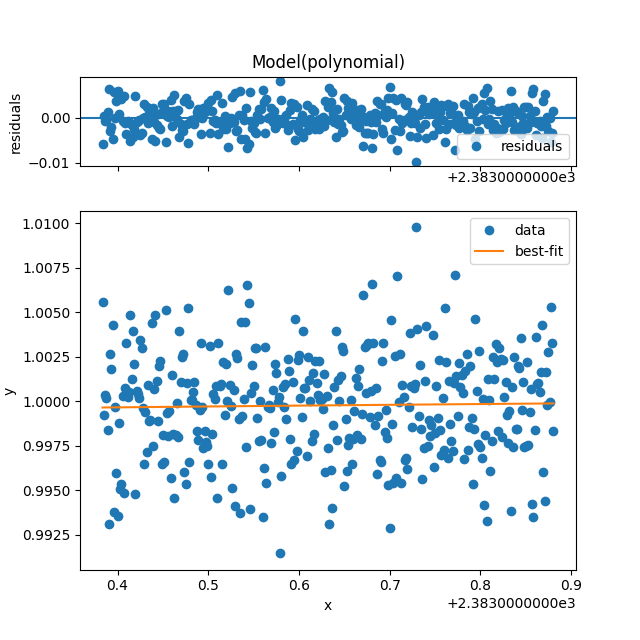 Model(polynomial)
residuals
0.00
−0.01
residuals
+2.3830000000e3
1.0100
1.0075
1.0050
1.0025
1.0000
0.9975
0.9950
0.9925
y
data
best-fit
0.4
0.5
0.6
0.7
0.8
0.9
x
+2.3830000000e3